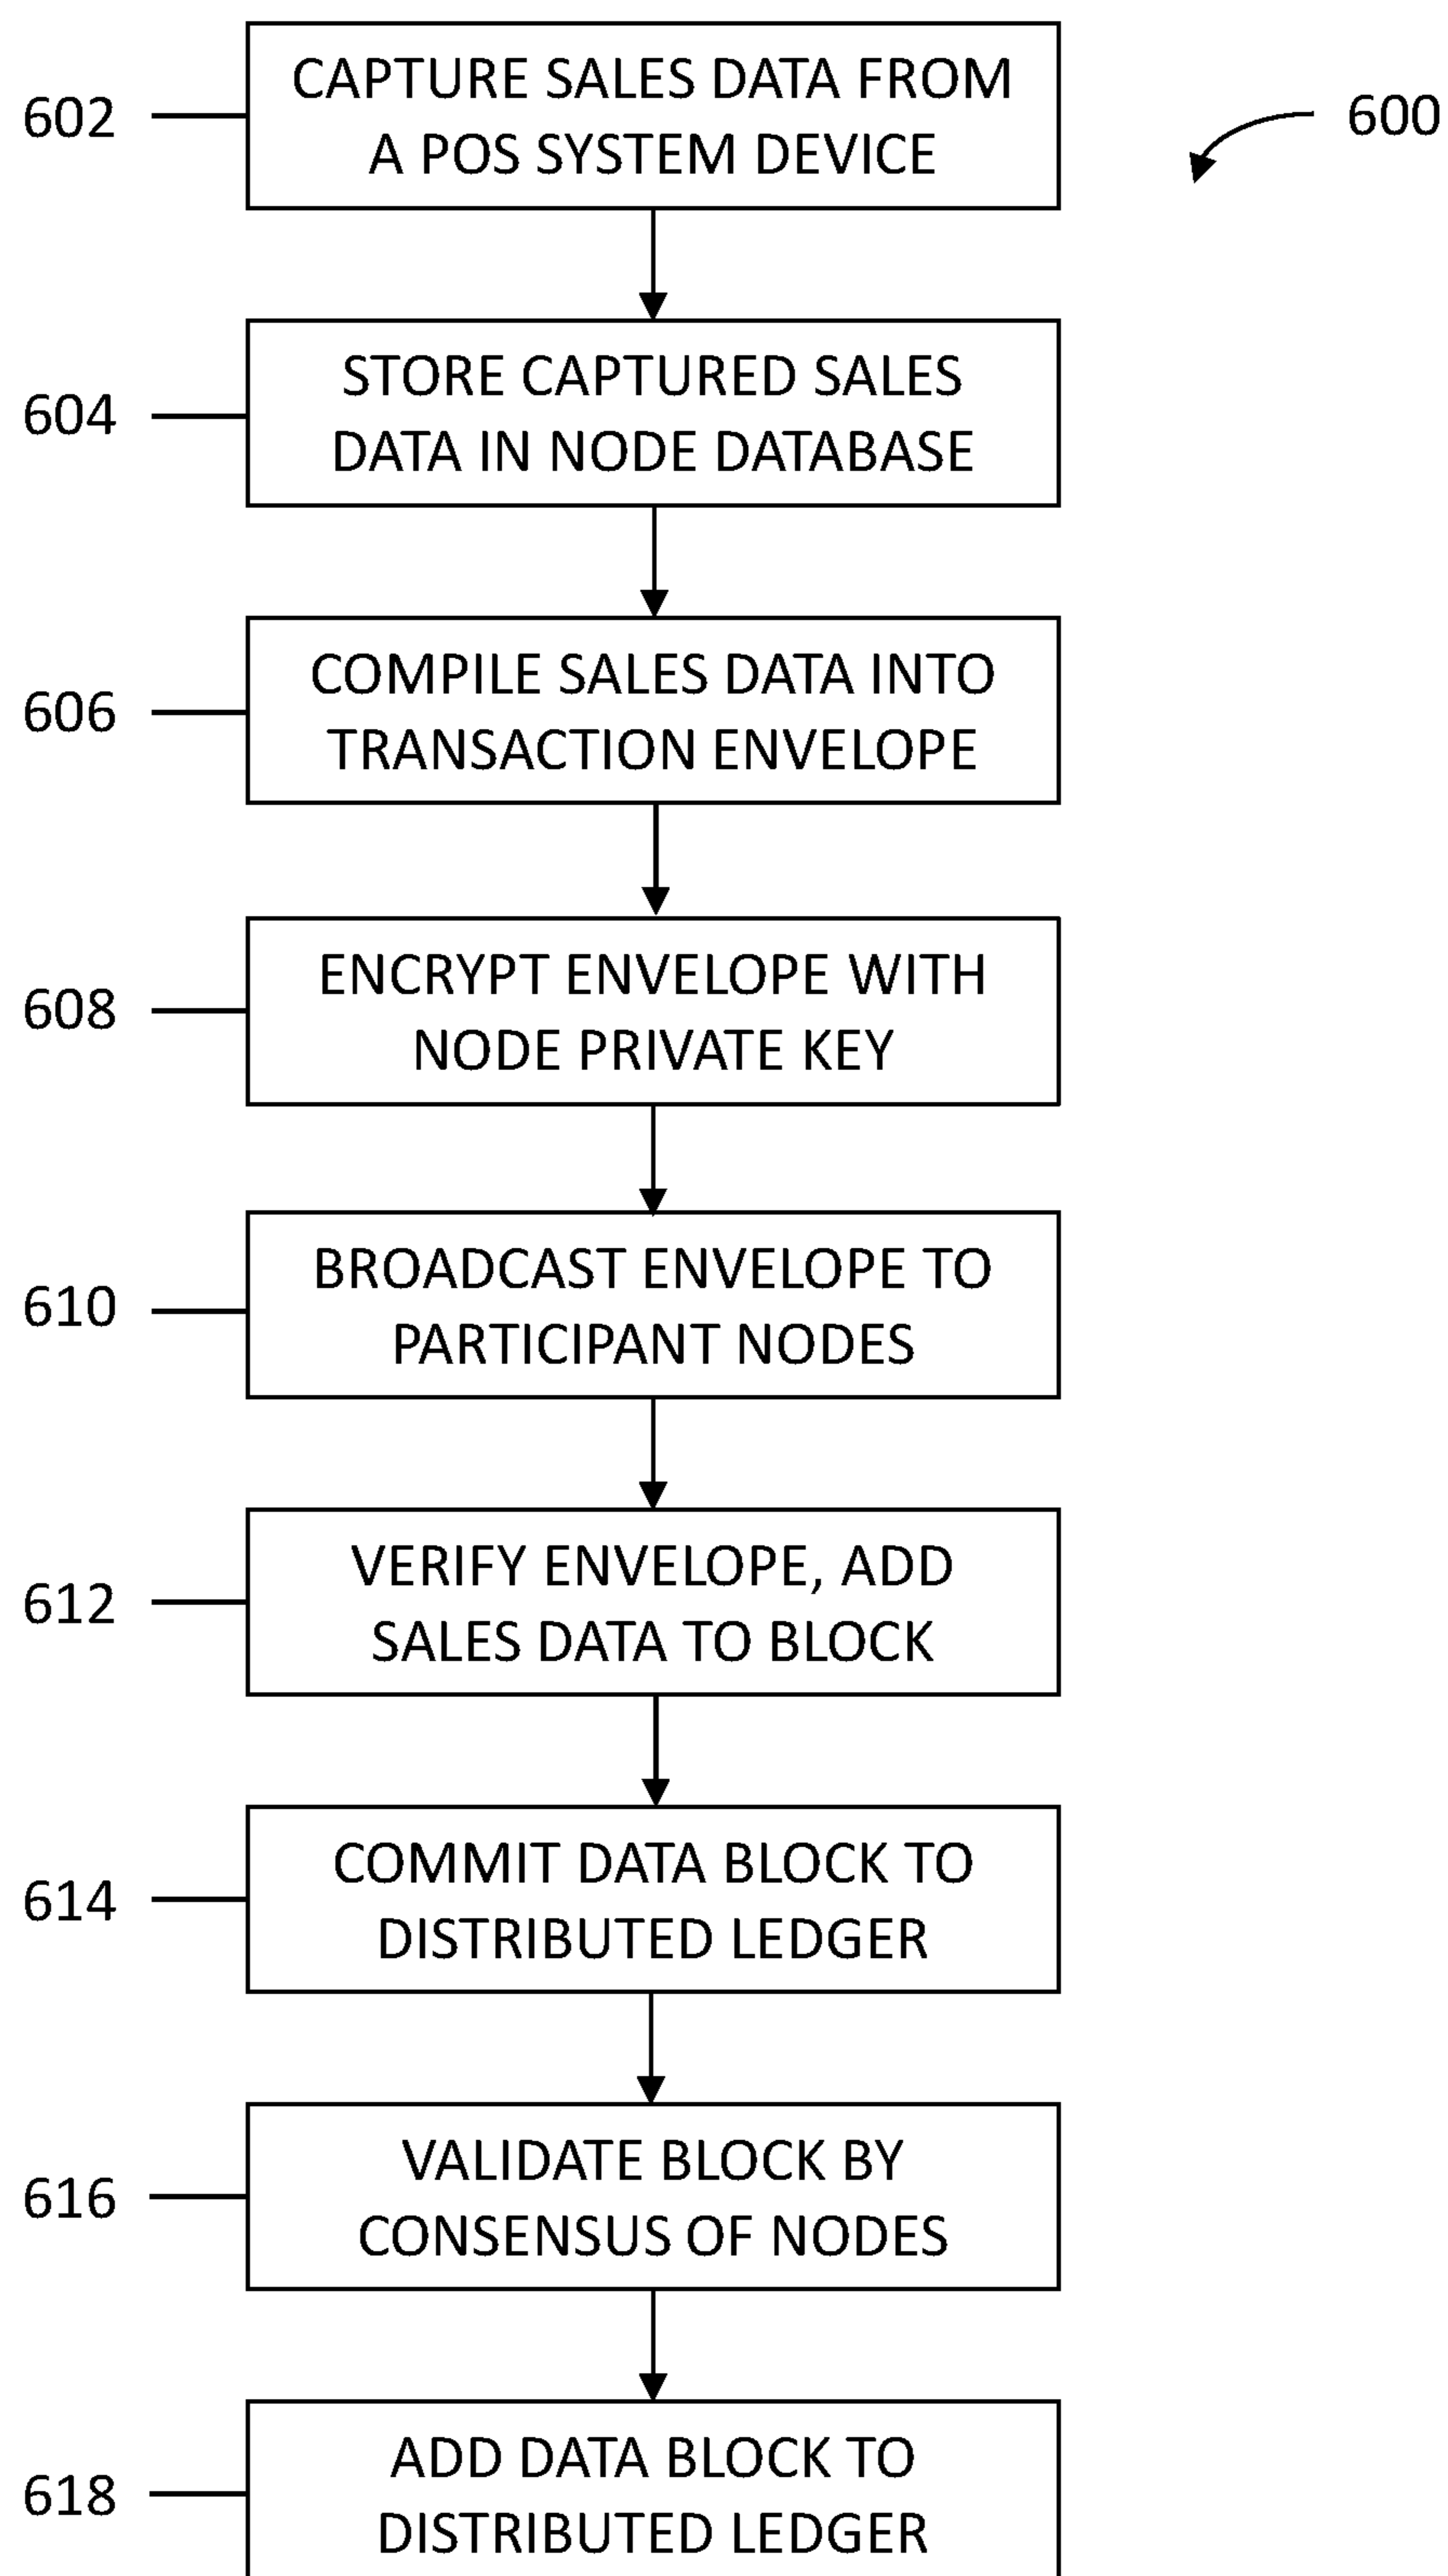 CAPTURE SALES DATA FROM
A POS SYSTEM DEVICE
602
600
STORE CAPTURED SALES
DATA IN NODE DATABASE
604
COMPILE SALES DATA INTO
TRANSACTION ENVELOPE
606
ENCRYPT ENVELOPE WITH
NODE PRIVATE KEY
608
BROADCAST ENVELOPE TO
PARTICIPANT NODES
610
VERIFY ENVELOPE, ADD
SALES DATA TO BLOCK
612
COMMIT DATA BLOCK TO
DISTRIBUTED LEDGER
614
VALIDATE BLOCK BY
CONSENSUS OF NODES
616
ADD DATA BLOCK TO
DISTRIBUTED LEDGER
618